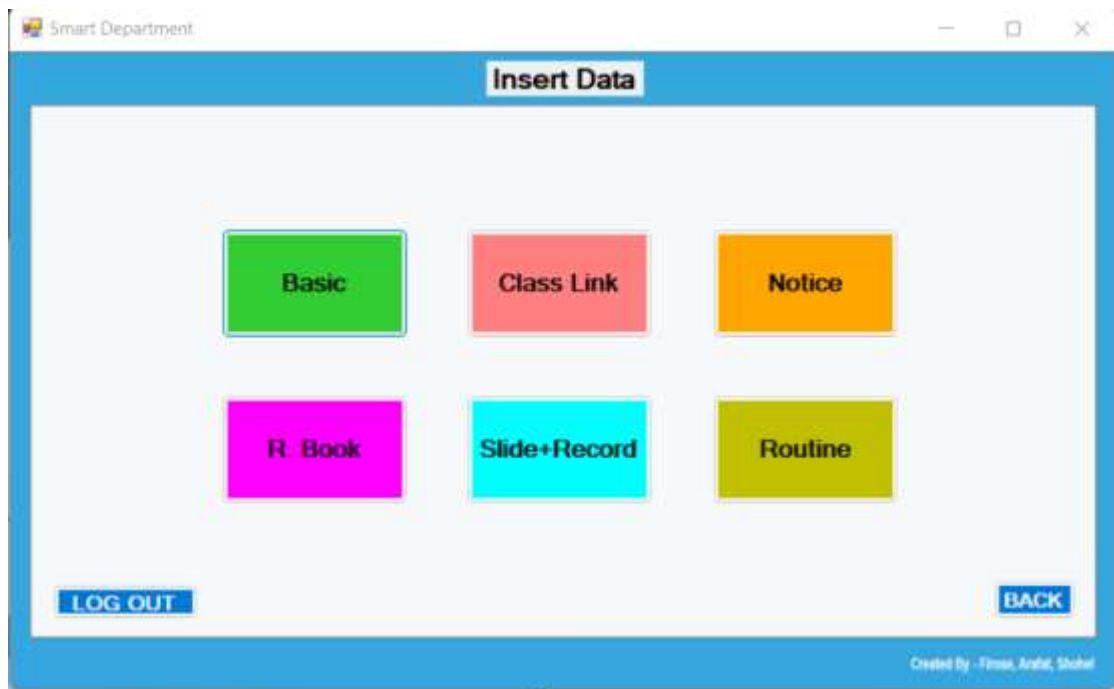 Smart Department
Insert Data
Basic
Class Link
Notice
R. Book
Slide+Record
Routine
LOG OUT
BACK
Created By - Firose, Arafat, Shohel